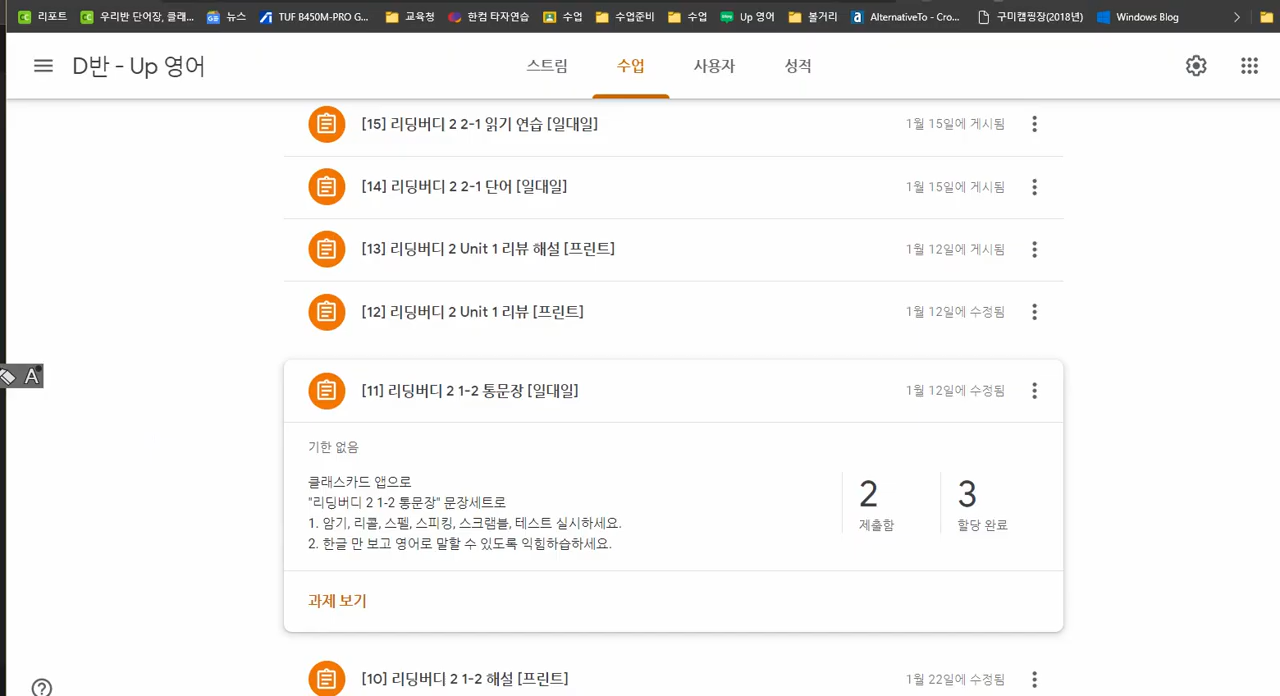 리포트
우리반 단어장, 클래...
뉴스
TUF B450M-PRO G...
교육청
한컴 타자연습
수업
수업준비
수업
Up 영어
볼거리
AlternativeTo - Cro...
구미캠핑장(2018년)
Windows Blog
D반 - Up 영어
스트림
수업
사용자
성적
[15] 리딩버디 2 2-1 읽기 연습 [일대일]
1월 15일에 게시됨
[14] 리딩버디 2 2-1 단어 [일대일]
1월 15일에 게시됨
[13] 리딩버디 2 Unit 1 리뷰 해설 [프린트]
1월 12일에 게시됨
[12] 리딩버디 2 Unit 1 리뷰 [프린트]
1월 12일에 수정됨
A
[11] 리딩버디 2 1-2 통문장 [일대일]
1월 12일에 수정됨
기한 없음
클래스카드 앱으로
"리딩버디 2 1-2 통문장" 문장세트로
1. 암기, 리콜, 스펠, 스피킹, 스크램블, 테스트 실시하세요.
2. 한글 만 보고 영어로 말할 수 있도록 익힘하습하세요.
2
제출함
3
할당 완료
과제 보기
[10] 리딩버디 2 1-2 해설 [프린트]
1월 22일에 수정됨